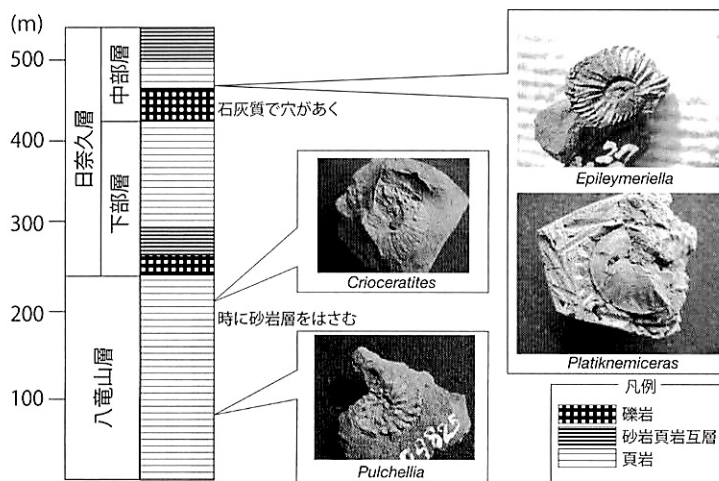 (m)
500
400
300
200
100
日奈久層
中部層
下部層
八竜山層
石灰質で穴があく
時に砂岩層をはさむ
Crioceratites
Pulchellia
Epileymeriella
Platiknemiceras
凡例
礫岩
砂岩頁岩互層
頁岩